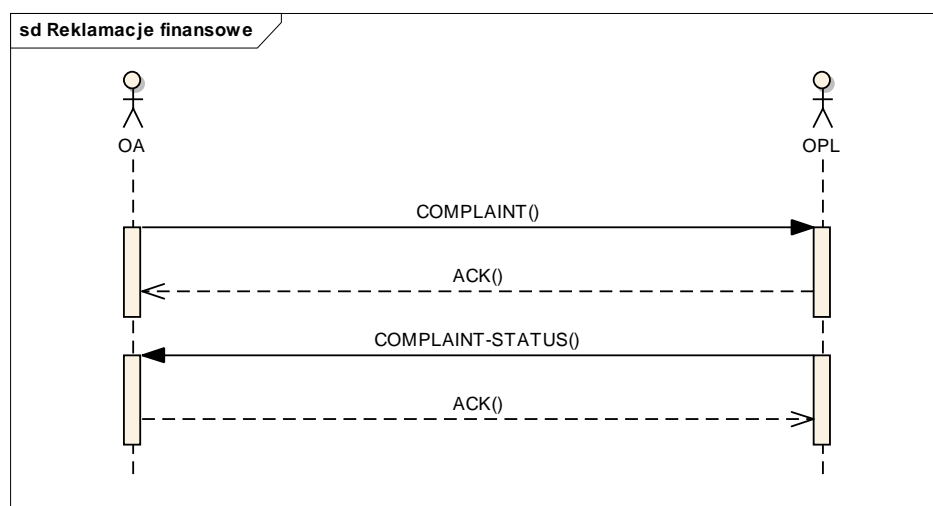 sd Reklamacje finansowe
OA
OPL
COMPLAINT()
ACK()
COMPLAINT-STATUS()
ACK()